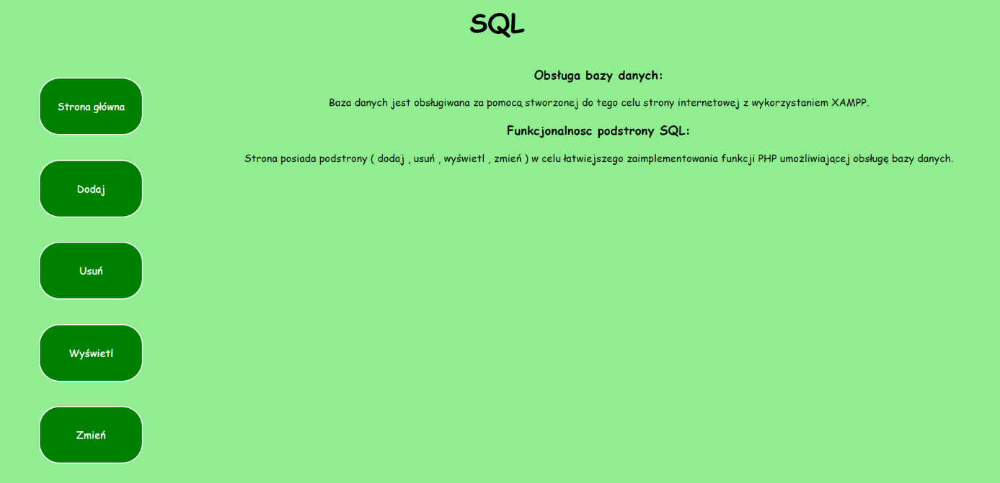 SQL
Strona główna
Dodaj
Usuń
Wyświetl
Zmień
Obsługa bazy danych:
Baza danych jest obsługiwana za pomocą stworzonej do tego celu strony internetowej z wykorzystaniem XAMPP.
Funkcjonalnosc podstrony SQL:
Strona posiada podstrony ( dodaj , usuń , wyświetl , zmień ) w celu łatwiejszego zaimplementowania funkcji PHP umożliwiającej obsługę bazy danych.